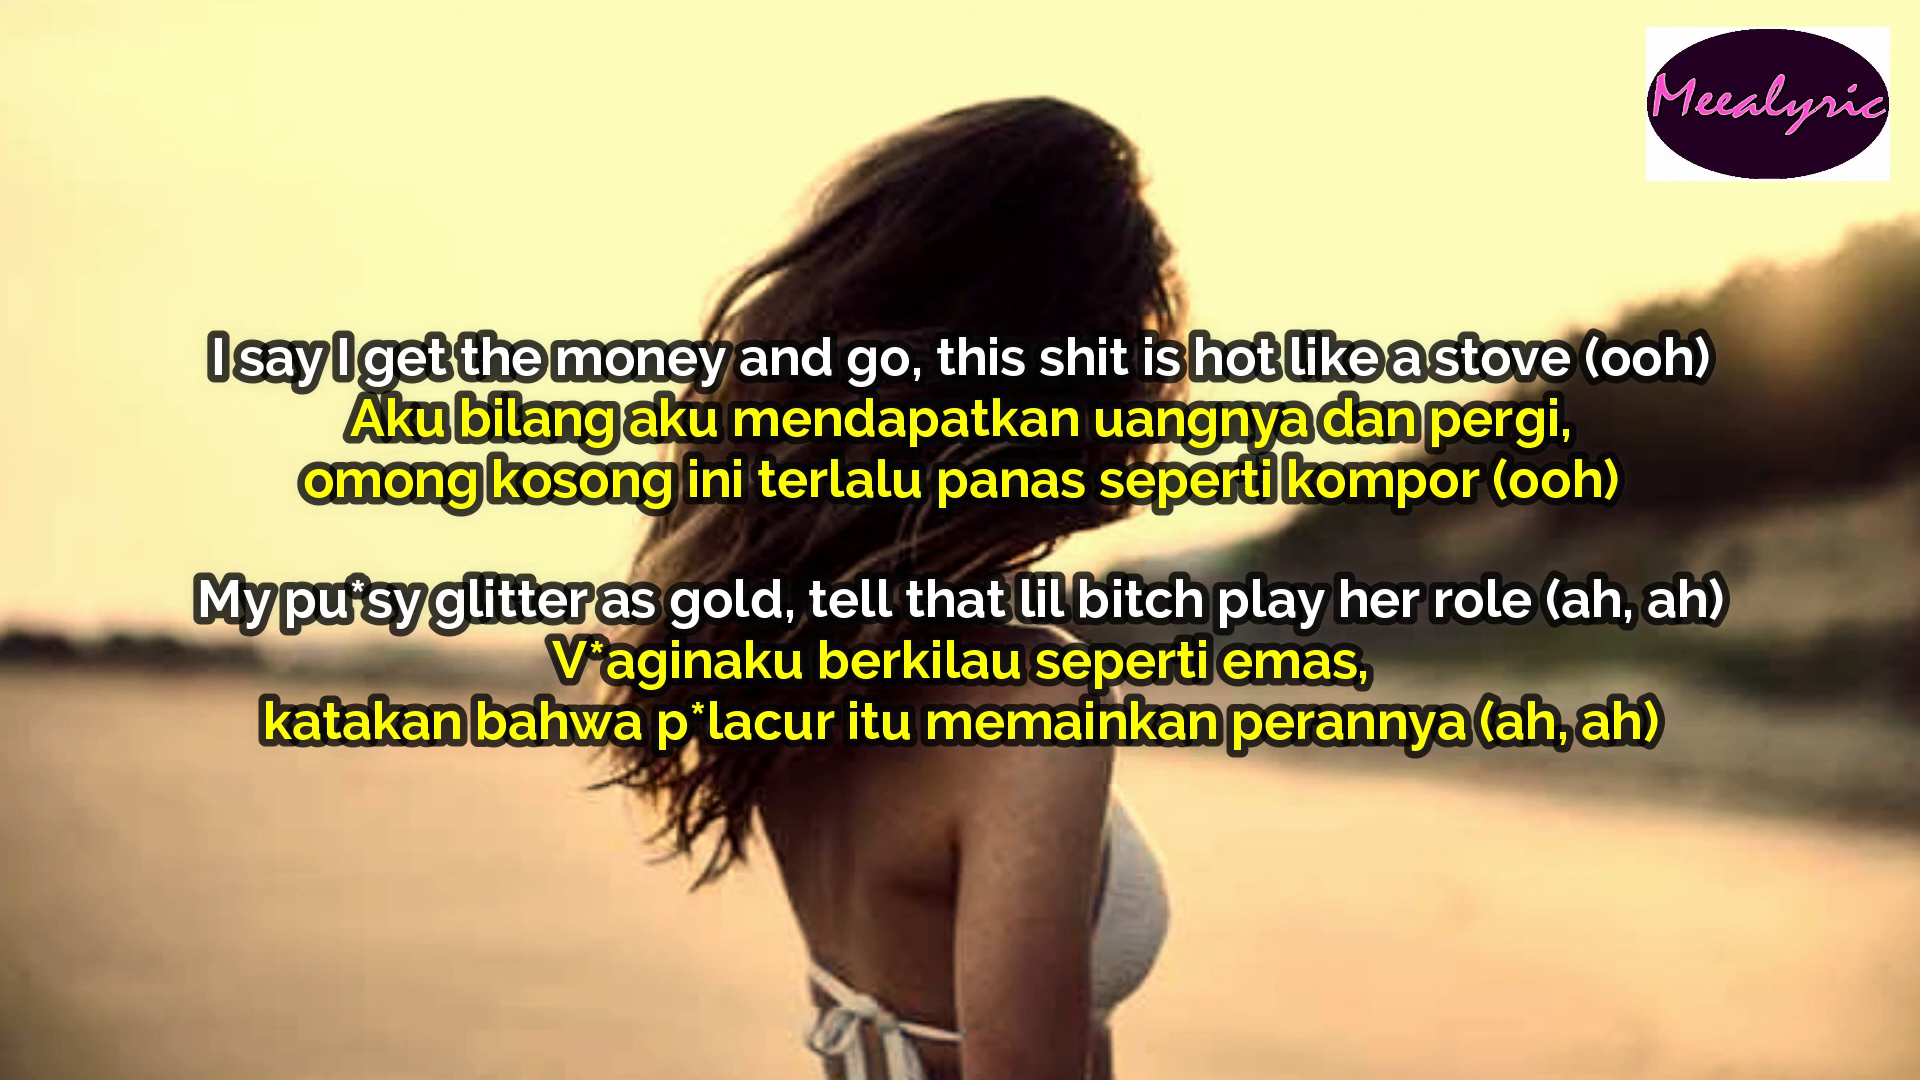 Meealyric
I say I get the money and go, this shit is hot like a stove (ooh)
Aku bilang aku mendapatkan uangnya dan pergi,
omong kosong ini terlalu panas seperti kompor (ooh)
My pu*sy glitter as gold, tell that lil bitch play her role (ah, ah)
V*aginaku berkilau seperti emas,
katakan bahwa p*lacur itu memainkan perannya (ah, ah)